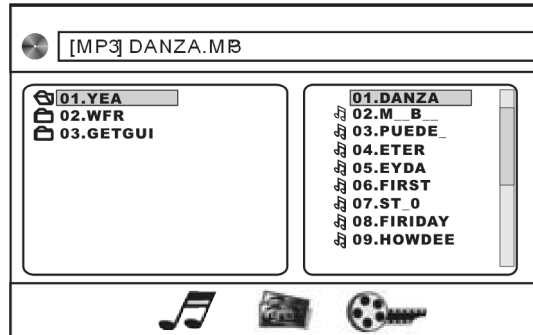 [MP3] DANZA.MP3
01.YEA
02.WFR
03.GETGUI
01.DANZA
02.M__B__
03.PUEDE_
04.ETER
05.EYDA
06.FIRST
07.ST_0
08.FIRIDAY
09.HOWDEE